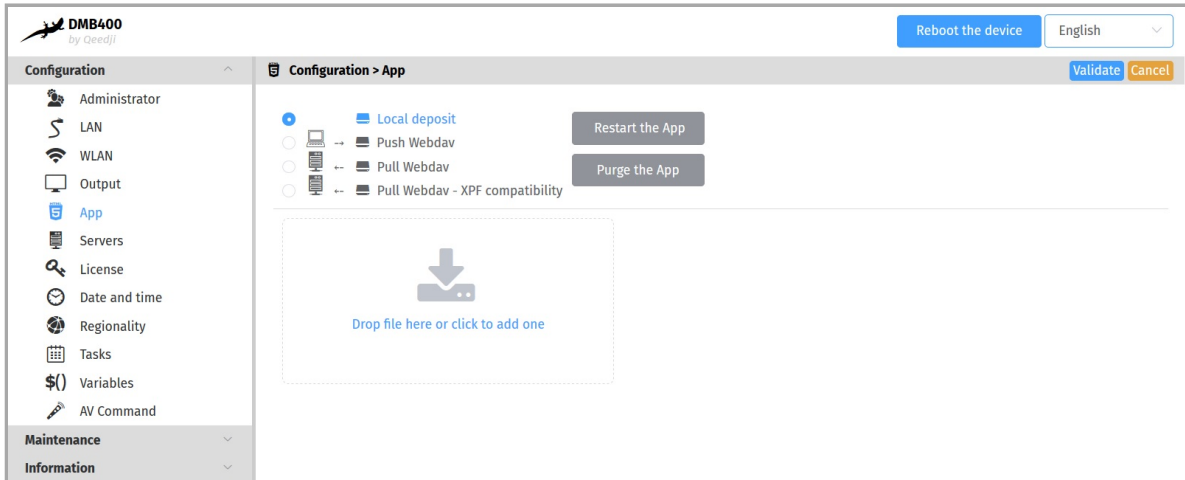 DMB400
by Qeedji
Reboot the device
English
Configuration
Configuration > App
Validate
Cancel
Administrator
LAN
WLAN
Output
App
Servers
License
Date and time
Regionality
Tasks
$() Variables
AV Command
Maintenance
Information
Local deposit
Push Webdav
Pull Webdav
Pull Webdav - XPF compatibility
Restart the App
Purge the App
Drop file here or click to add one